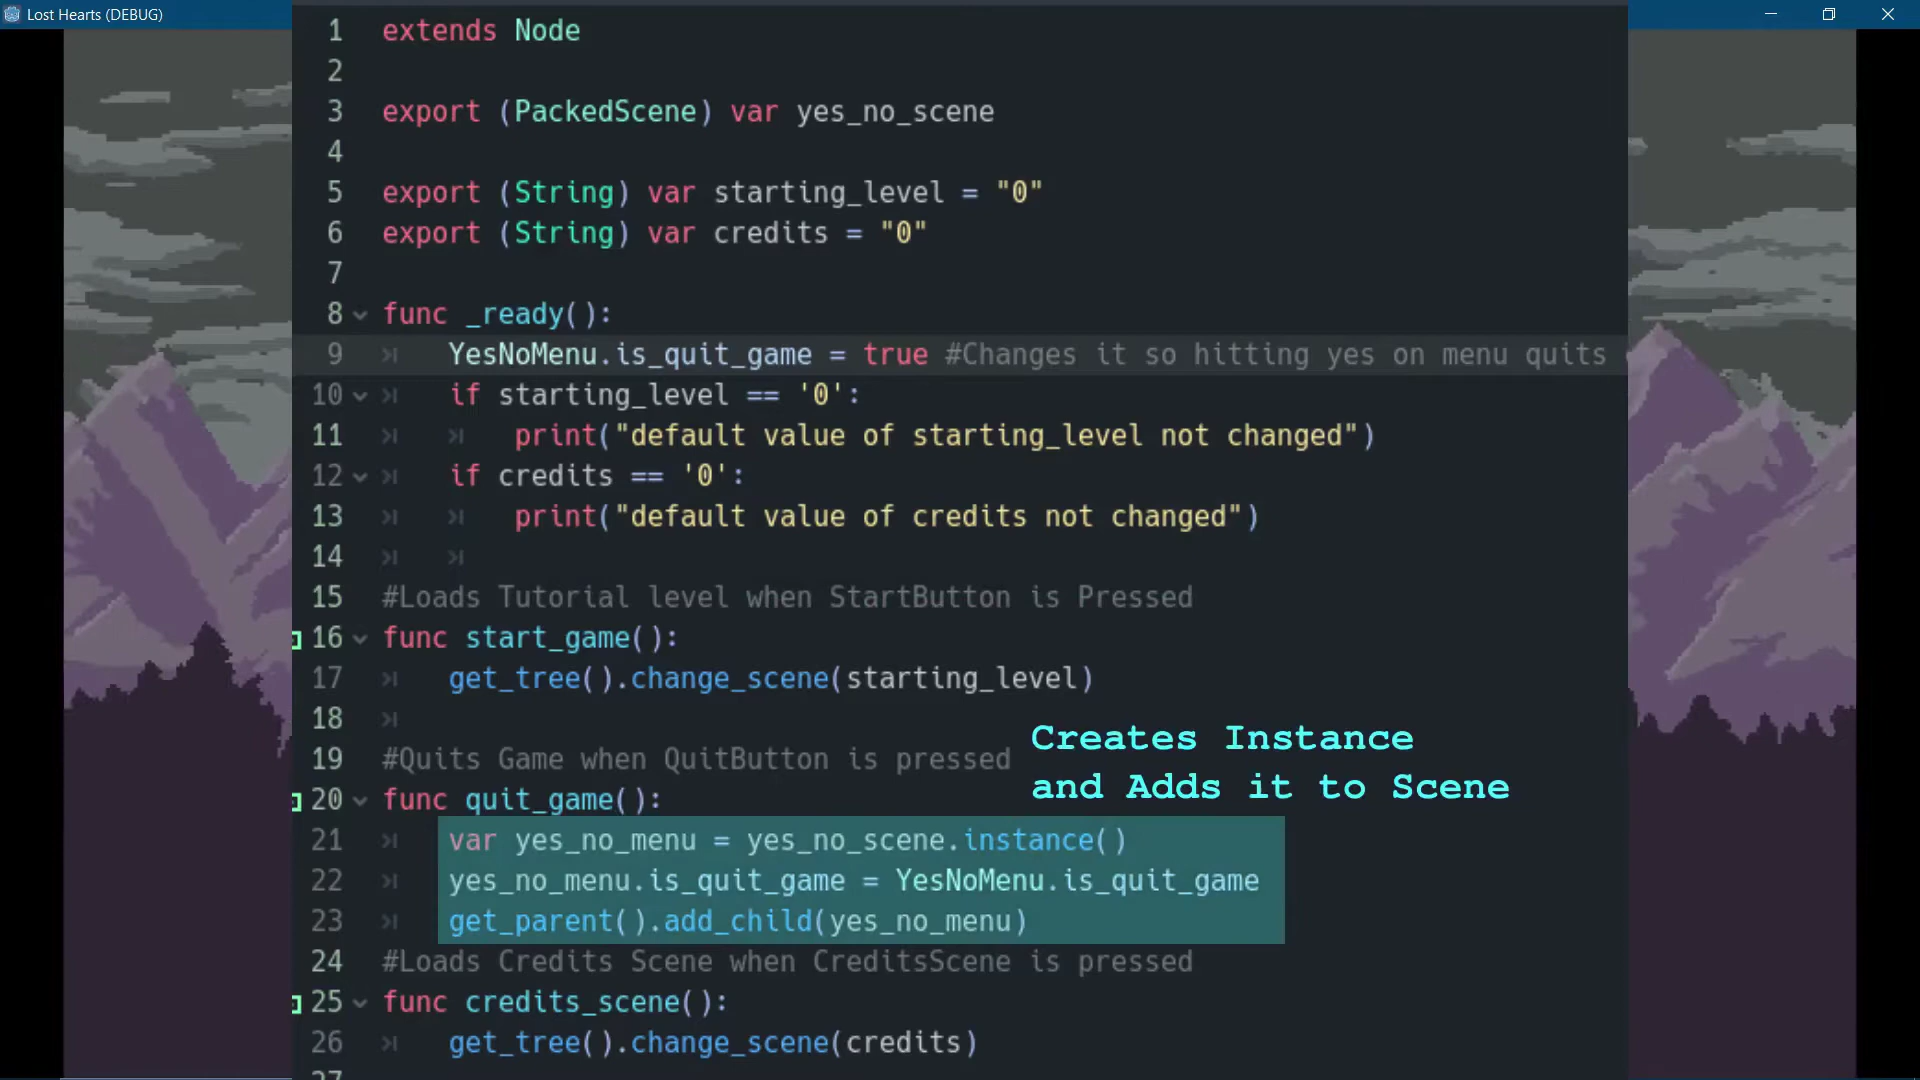 Lost Hearts (DEBUG)
1 extends Node
2
3 export (PackedScene) var yes_no_scene
4
5 export (String) var starting_level = "0"
6 export (String) var credits = "0"
7
8 func _ready():
9 YesNoMenu.is_quit_game = true #Changes it so hitting yes on menu quits
10 if starting_level == '0':
11 print("default value of starting_level not changed")
12 if credits == '0':
13 print("default value of credits not changed")
14
15 #Loads Tutorial level when StartButton is Pressed
16 func start_game():
17 get_tree().change_scene(starting_level)
18
19 #Quits Game when QuitButton is pressed
20 func quit_game():
Creates Instance
and Adds it to Scene
21 var yes_no_menu = yes_no_scene.instance()
22 yes_no_menu.is_quit_game = YesNoMenu.is_quit_game
23 get_parent().add_child(yes_no_menu)
24 #Loads Credits Scene when CreditsScene is pressed
25 func credits_scene():
26 get_tree().change_scene(credits)
27